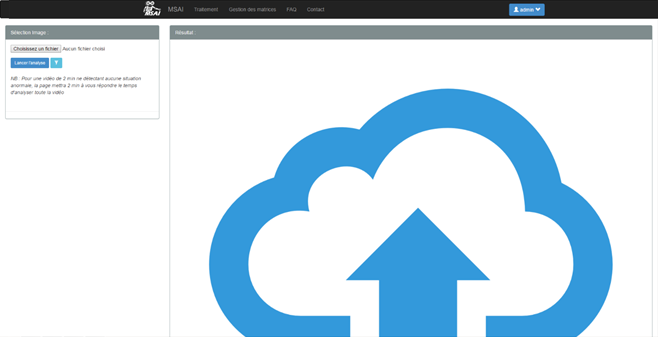 MSAI MSAI Traitement Gestion des matrices FAQ Contact admin
Sélection Image
Choisissez un fichier Aucun fichier choisi
Lancer l'analyse
NB : Pour une vidéo de 2 min ne détectant aucune situation
anormale, la page mettra 2 min à vous répondre le temps
d'analyser toute la vidéo
Résultat